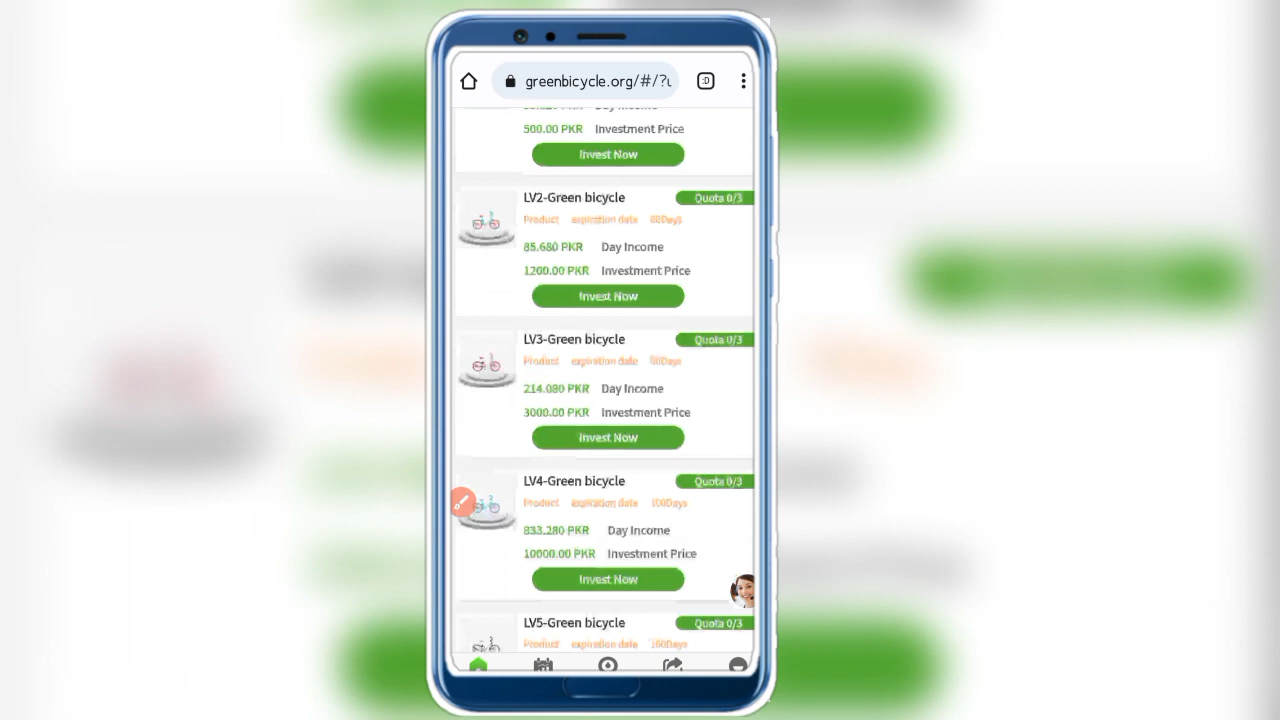 greenbicycle.org/#/?u
500.00 PKR Investment Price
Invest Now
LV2-Green bicycle Quota 0/3
Product expiration date 60Days
85.680 PKR Day Income
1200.00 PKR Investment Price
Invest Now
LV3-Green bicycle Quota 0/3
Product expiration date
214.080 PKR Day Income
3000.00 PKR Investment Price
Invest Now
LV4-Green bicycle Quota 0/3
Product expiration date 100Days
833.280 PKR Day Income
10000.00 PKR Investment Price
Invest Now
LV5-Green bicycle Quota 0/3
Product expiration date 160Days